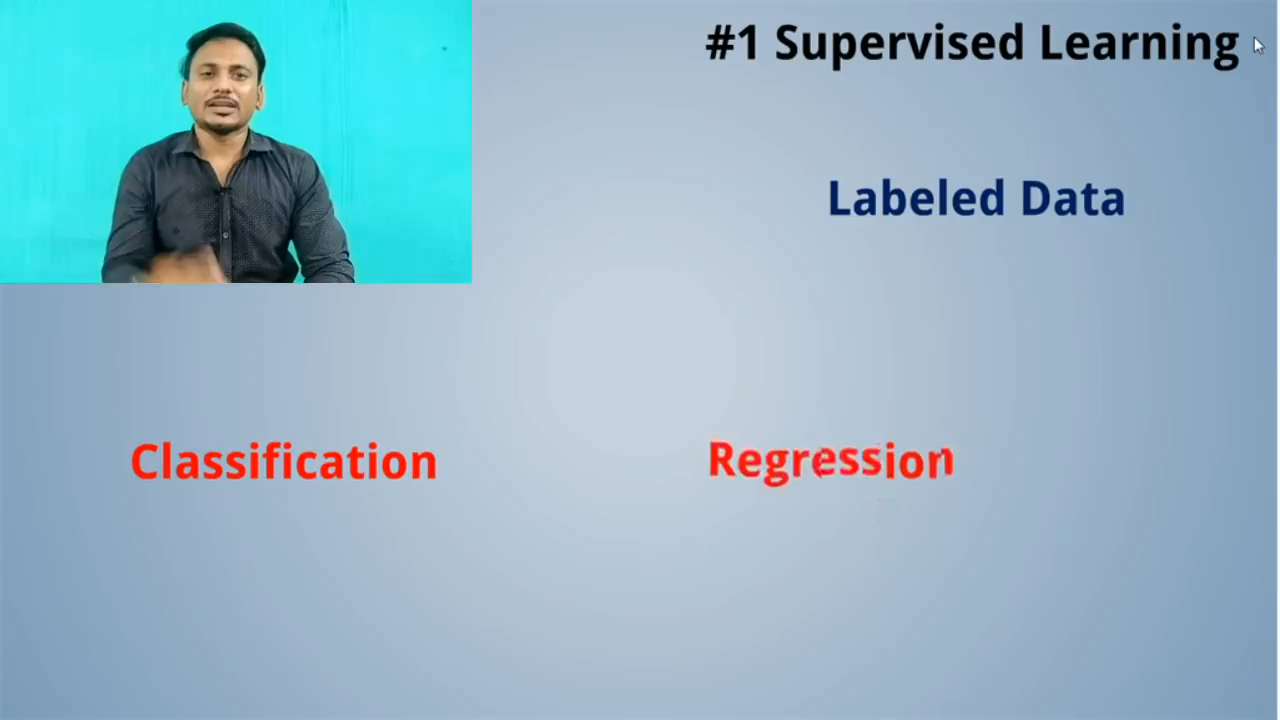 #1 Supervised Learning
Labeled Data
Classification
Regression